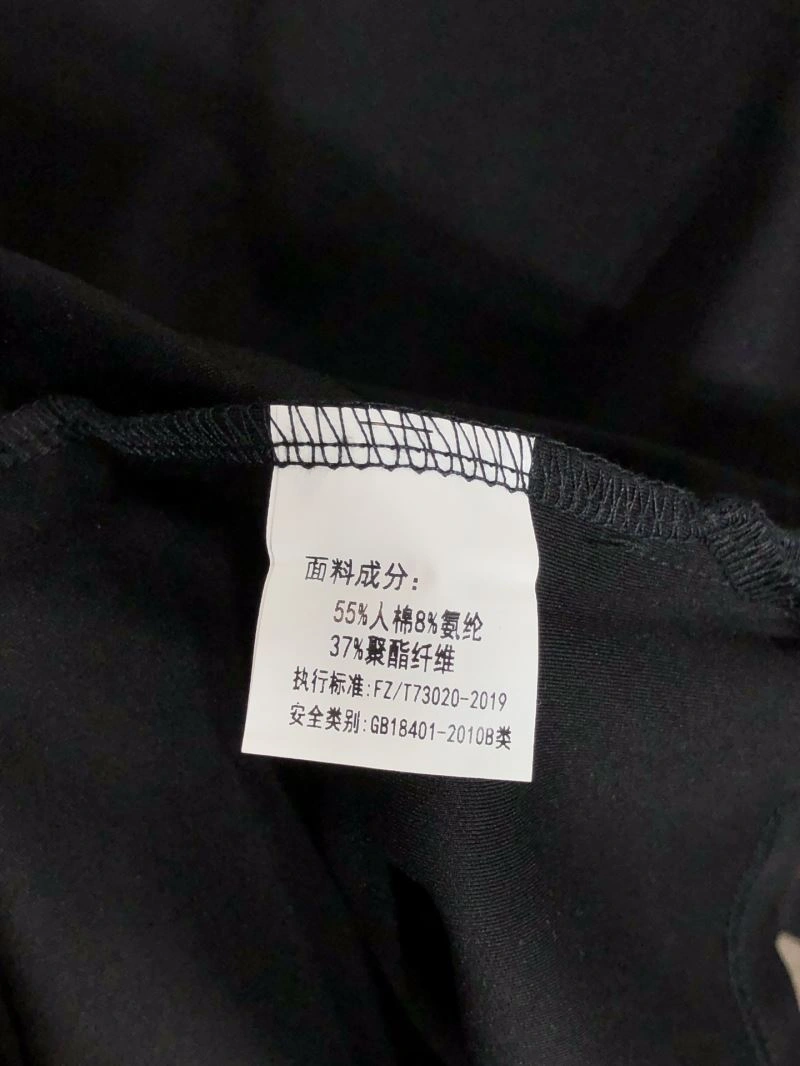 面料成分：
55%人棉8%氨纶
37%聚酯纤维
执行标准:FZ/T73020-2019
安全类别:GB18401-2010B类